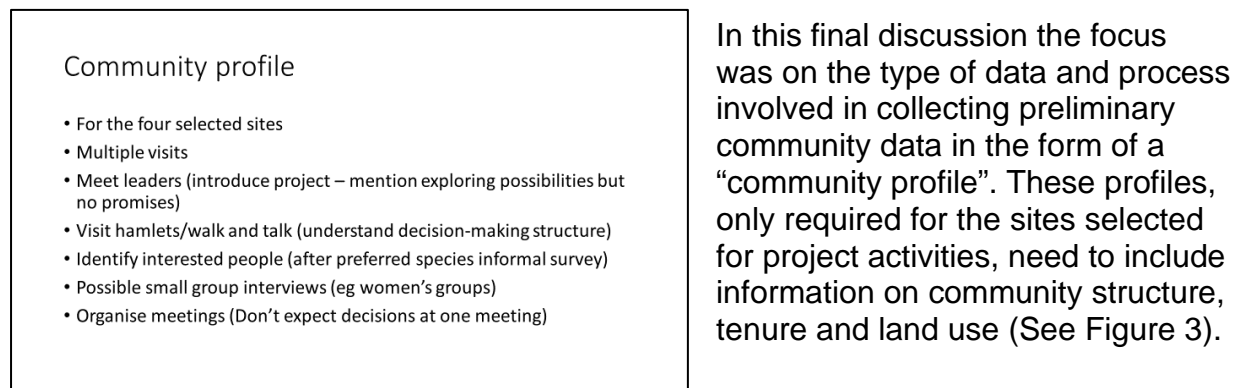 Community profile
• For the four selected sites
• Multiple visits
• Meet leaders (introduce project – mention exploring possibilities but
no promises)
• Visit hamlets/walk and talk (understand decision-making structure)
• Identify interested people (after preferred species informal survey)
• Possible small group interviews (eg women’s groups)
• Organise meetings (Don’t expect decisions at one meeting)
In this final discussion the focus
was on the type of data and process
involved in collecting preliminary
community data in the form of a
“community profile”. These profiles,
only required for the sites selected
for project activities, need to include
information on community structure,
tenure and land use (See Figure 3).